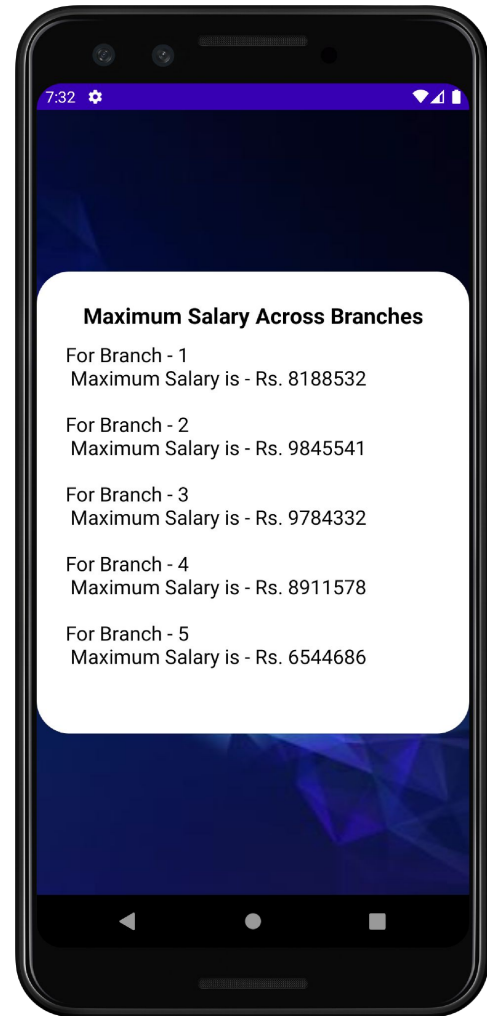 7:32
Maximum Salary Across Branches
For Branch - 1
Maximum Salary is - Rs. 8188532
For Branch - 2
Maximum Salary is - Rs. 9845541
For Branch - 3
Maximum Salary is - Rs. 9784332
For Branch - 4
Maximum Salary is - Rs. 8911578
For Branch - 5
Maximum Salary is - Rs. 6544686